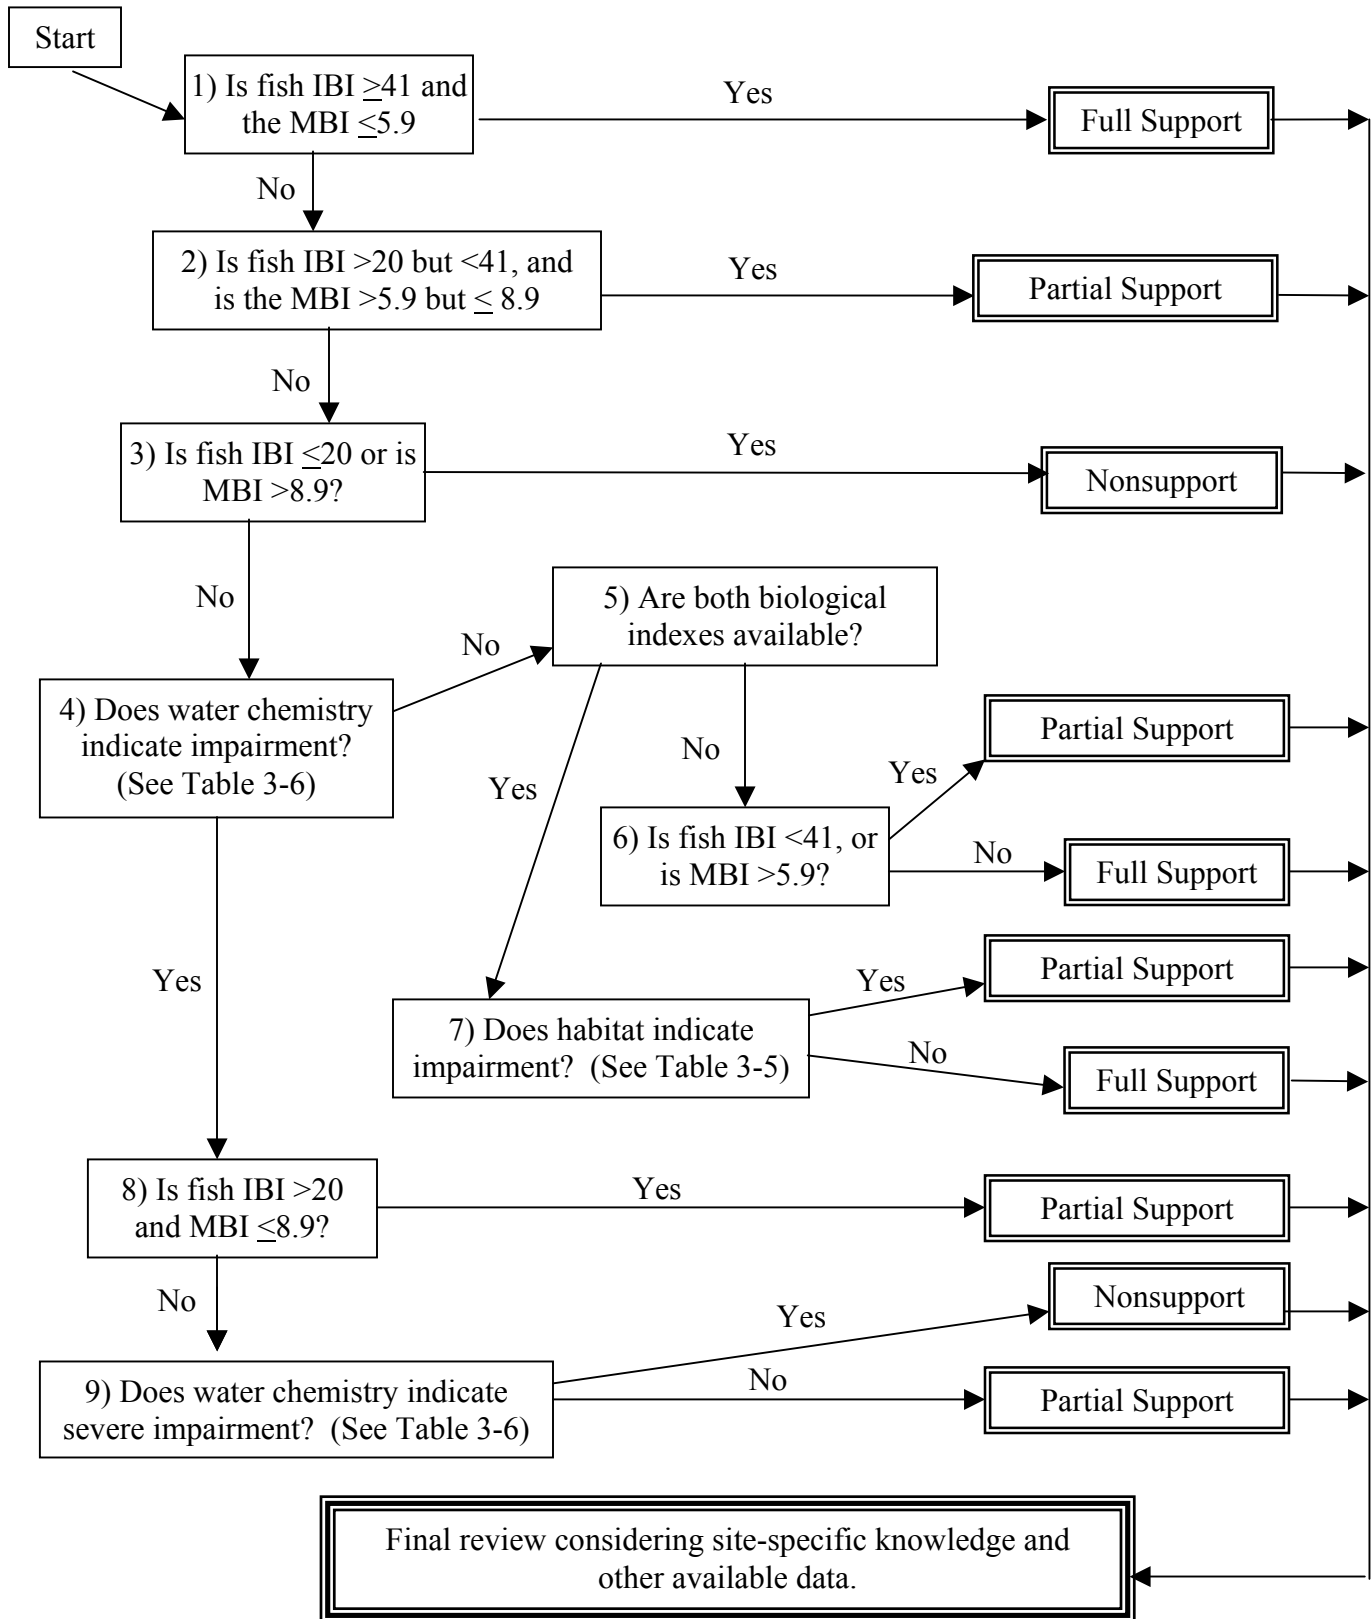 Start
1) Is fish IBI ≥41 and
the MBI ≤5.9
Yes
Full Support
No
2) Is fish IBI >20 but <41, and
is the MBI >5.9 but ≤ 8.9
Yes
Partial Support
No
3) Is fish IBI ≤20 or is
MBI >8.9?
Yes
Nonsupport
No
5) Are both biological
indexes available?
No
4) Does water chemistry
indicate impairment?
(See Table 3-6)
No
Yes
Yes
Partial Support
6) Is fish IBI <41, or
is MBI >5.9?
No
Full Support
Yes
7) Does habitat indicate
impairment?  (See Table 3-5)
Yes
Partial Support
No
Full Support
8) Is fish IBI >20
and MBI ≤8.9?
Yes
Partial Support
No
9) Does water chemistry indicate
severe impairment?  (See Table 3-6)
Yes
Nonsupport
No
Partial Support
Final review considering site-specific knowledge and
other available data.